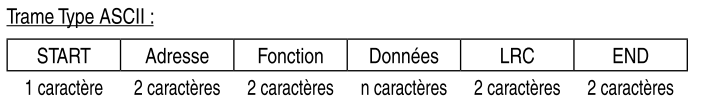 Trame Type ASCII :
START Adresse Fonction Données LRC END
1 caractère 2 caractères 2 caractères n caractères 2 caractères 2 caractères